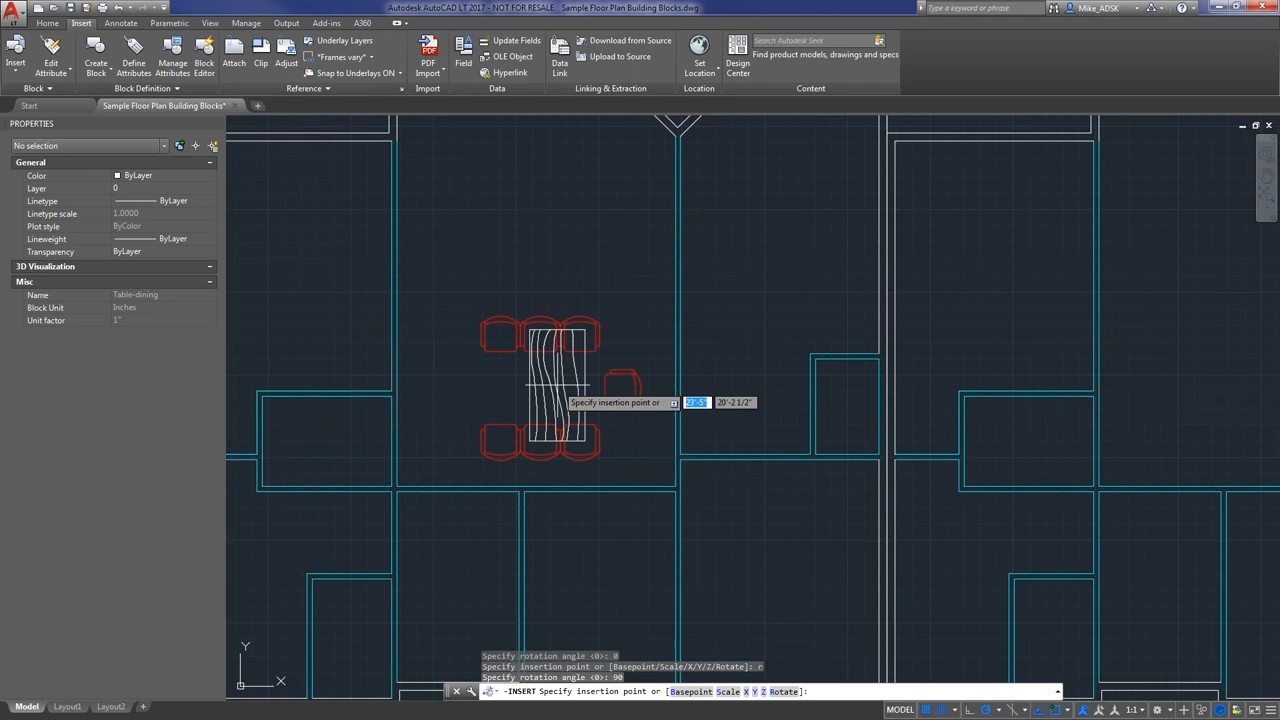 Autodesk AutoCAD LT 2017 - NOT FOR RESALE    Sample Floor Plan Building Blocks.dwg
Type a keyword or phrase
Mike_ADSK
LT
Home Insert Annotate Parametric View Manage Output Add-ins A360
Insert
Edit Attribute
Block
Create Block
Define Attributes
Manage Attributes
Block Editor
Block Definition
Attach
Clip
Adjust
Underlay Layers
*Frames vary*
Snap to Underlays ON
Reference
PDF Import
Import
Field
Update Fields
OLE Object
Hyperlink
Data
Data Link
Download from Source
Upload to Source
Linking & Extraction
Set Location
Location
Design Center
Search Autodesk Seek
Find product models, drawings and specs
Content
Start
Sample Floor Plan Building Blocks*
PROPERTIES
No selection
General
Color ByLayer
Layer 0
Linetype ByLayer
Linetype scale 1.0000
Plot style ByColor
Lineweight ByLayer
Transparency ByLayer
3D Visualization
Misc
Name Table-dining
Block Unit Inches
Unit factor 1"
Specify insertion point or 23'-5" 20'-2 1/2"
Y
X
Specify rotation angle <0>: 0
Specify insertion point or [Basepoint/Scale/X/Y/Z/Rotate]: r
Specify rotation angle <0>: 90
-INSERT Specify insertion point or [Basepoint Scale X Y Z Rotate]:
Model Layout1 Layout2
MODEL
1:1